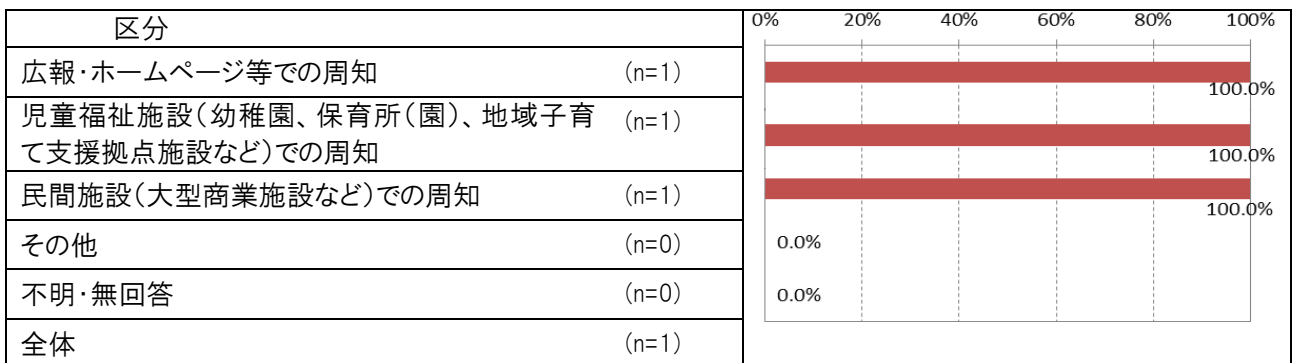 区分
0% 20% 40% 60% 80% 100%
広報・ホームページ等での周知 (n=1)
100.0%
児童福祉施設(幼稚園、保育所(園)、地域子育 (n=1)
て支援拠点施設など)での周知
100.0%
民間施設(大型商業施設など)での周知 (n=1)
100.0%
その他 (n=0)
0.0%
不明・無回答 (n=0)
0.0%
全体 (n=1)